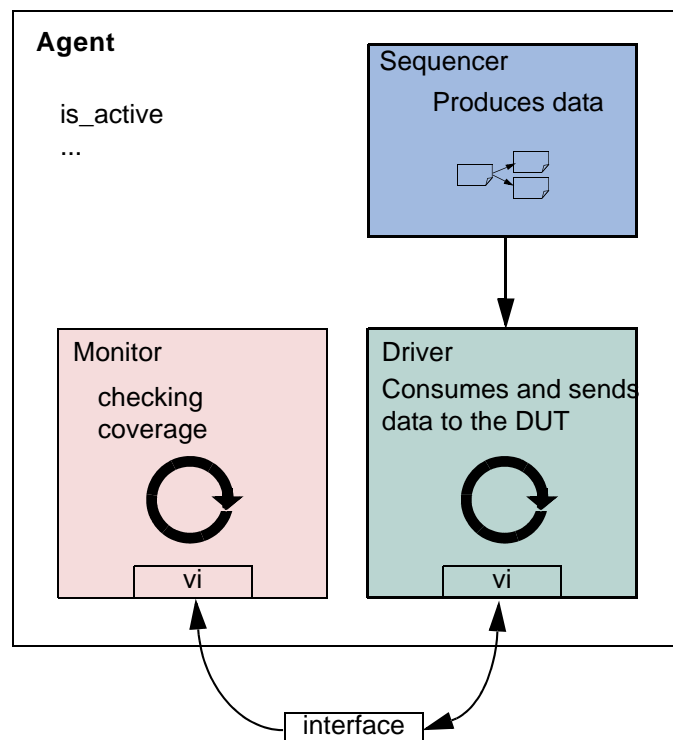 Agent
is_active
...
Sequencer
Produces data
Monitor
checking
coverage
vi
Driver
Consumes and sends
data to the DUT
vi
interface